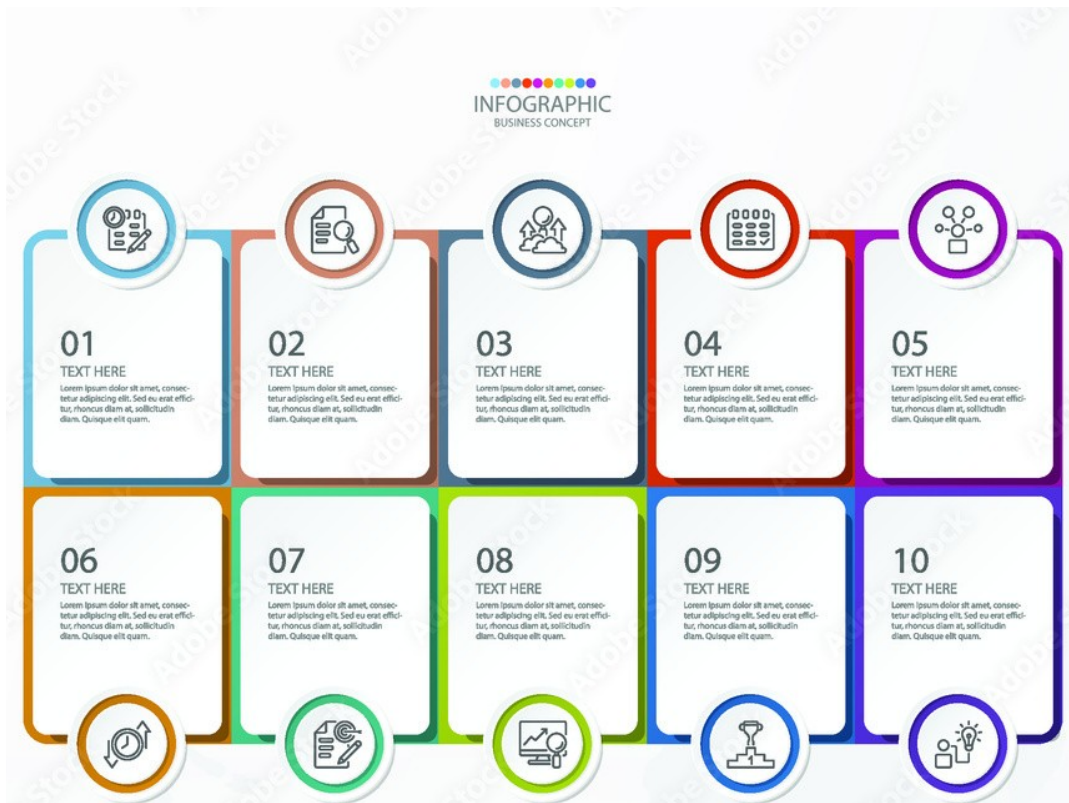 INFOGRAPHIC
BUSINESS CONCEPT
01
TEXT HERE
Lorem ipsum dolor sit amet, consec-
tetur adipiscing elit. Sed eu erat effici-
tur, rhoncus diam at, sollicitudin
diam. Quisque elit quam.
02
TEXT HERE
Lorem ipsum dolor sit amet, consec-
tetur adipiscing elit. Sed eu erat effici-
tur, rhoncus diam at, sollicitudin
diam. Quisque elit quam.
03
TEXT HERE
Lorem ipsum dolor sit amet, consec-
tetur adipiscing elit. Sed eu erat effici-
tur, rhoncus diam at, sollicitudin
diam. Quisque elit quam.
04
TEXT HERE
Lorem ipsum dolor sit amet, consec-
tetur adipiscing elit. Sed eu erat effici-
tur, rhoncus diam at, sollicitudin
diam. Quisque elit quam.
05
TEXT HERE
Lorem ipsum dolor sit amet, consec-
tetur adipiscing elit. Sed eu erat effici-
tur, rhoncus diam at, sollicitudin
diam. Quisque elit quam.
06
TEXT HERE
Lorem ipsum dolor sit amet, consec-
tetur adipiscing elit. Sed eu erat effici-
tur, rhoncus diam at, sollicitudin
diam. Quisque elit quam.
07
TEXT HERE
Lorem ipsum dolor sit amet, consec-
tetur adipiscing elit. Sed eu erat effici-
tur, rhoncus diam at, sollicitudin
diam. Quisque elit quam.
08
TEXT HERE
Lorem ipsum dolor sit amet, consec-
tetur adipiscing elit. Sed eu erat effici-
tur, rhoncus diam at, sollicitudin
diam. Quisque elit quam.
09
TEXT HERE
Lorem ipsum dolor sit amet, consec-
tetur adipiscing elit. Sed eu erat effici-
tur, rhoncus diam at, sollicitudin
diam. Quisque elit quam.
10
TEXT HERE
Lorem ipsum dolor sit amet, consec-
tetur adipiscing elit. Sed eu erat effici-
tur, rhoncus diam at, sollicitudin
diam. Quisque elit quam.
1
Adobe Stock